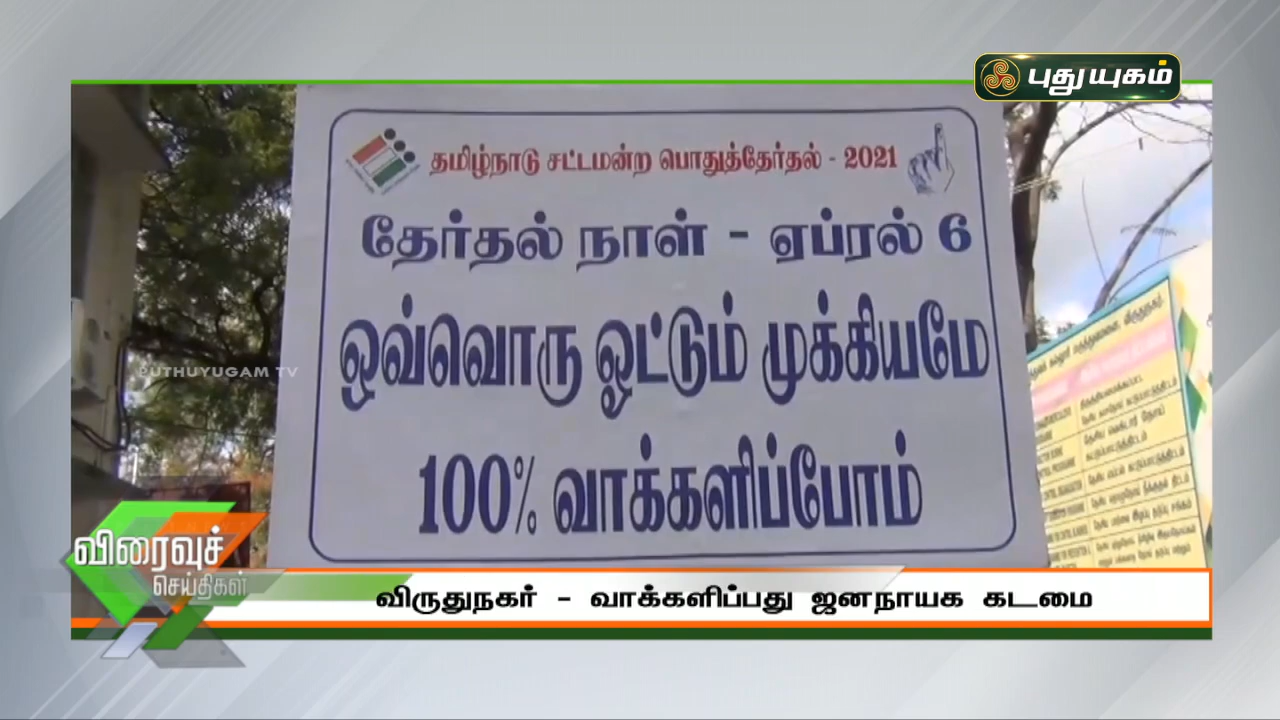 புதுயுகம்
தமிழ்நாடு சட்டமன்ற பொதுத்தேர்தல் - 2021
தேர்தல் நாள் - ஏப்ரல் 6
ஒவ்வொரு ஓட்டும் முக்கியமே
100% வாக்களிப்போம்
PUTHUYUGAM TV
விரைவுச்
செய்திகள்
விருதுநகர் - வாக்களிப்பது ஜனநாயக கடமை